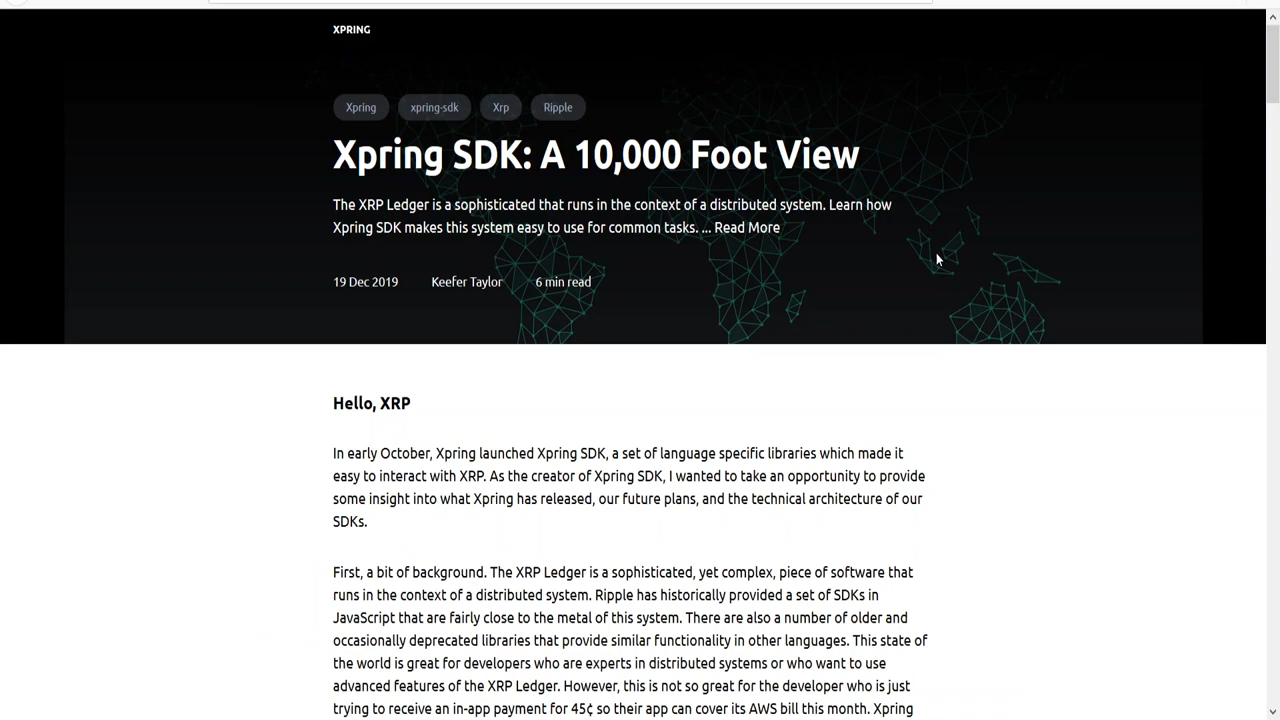 XPRING
Xpring xpring-sdk Xrp Ripple
Xpring SDK: A 10,000 Foot View
The XRP Ledger is a sophisticated that runs in the context of a distributed system. Learn how
Xpring SDK makes this system easy to use for common tasks. ... Read More
19 Dec 2019 Keefer Taylor 6 min read
Hello, XRP
In early October, Xpring launched Xpring SDK, a set of language specific libraries which made it
easy to interact with XRP. As the creator of Xpring SDK, I wanted to take an opportunity to provide
some insight into what Xpring has released, our future plans, and the technical architecture of our
SDKs.
First, a bit of background. The XRP Ledger is a sophisticated, yet complex, piece of software that
runs in the context of a distributed system. Ripple has historically provided a set of SDKs in
JavaScript that are fairly close to the metal of this system. There are also a number of older and
occasionally deprecated libraries that provide similar functionality in other languages. This state of
the world is great for developers who are experts in distributed systems or who want to use
advanced features of the XRP Ledger. However, this is not so great for the developer who is just
trying to receive an in-app payment for 45¢ so their app can cover its AWS bill this month. Xpring